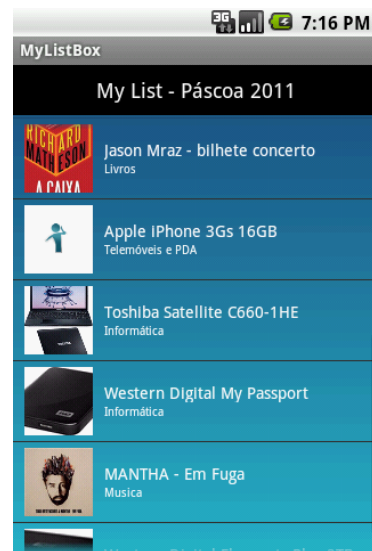 3G 7:16 PM
MyListBox
My List - Páscoa 2011
RICHARD
MATHESON
A CAIXA
Jason Mraz - bilhete concerto
Livros
Apple iPhone 3Gs 16GB
Telemóveis e PDA
Toshiba Satellite C660-1HE
Informática
Western Digital My Passport
Informática
MANTHA - Em Fuga
Musica